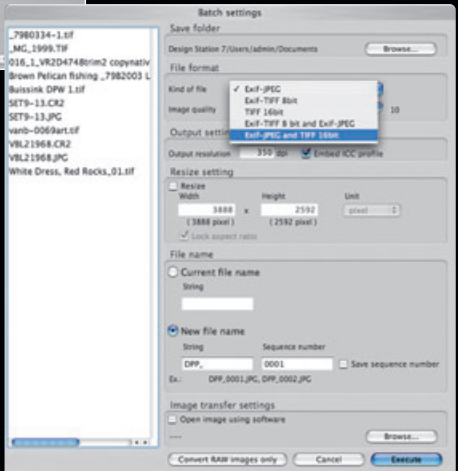 Batch settings
_7980334-1.tif
_MG_1999.TIF
016_1_VR2D4748trim2 copynativ
Brown Pelican fishing _7982003 L
Buissink DPW 1.tif
SET9-13.CR2
SET9-13.JPG
vanb-0069art.tif
VBL21968.CR2
VBL21968.JPG
White Dress, Red Rocks_01.tif
Save folder
Design Station 7/Users/admin/Documents
Browse...
File format
Kind of file
✓ Exif-JPEG
Exif-TIFF 8bit
TIFF 16bit
Exif-TIFF 8 bit and Exif-JPEG
Exif-JPEG and TIFF 16bit
Image quality
10
Output settin
Output resolution 350 dpi Embed ICC profile
Resize setting
Resize
Width Height Unit
3888 x 2592 pixel
(3888 pixel) (2592 pixel)
Lock aspect ratio
File name
Current file name
String
New file name
String Sequence number
DPP_ 0001 Save sequence number
Ex.: DPP_0001.JPG, DPP_0002.JPG
Image transfer settings
Open image using software
----
Browse...
Convert RAW images only Cancel Execute